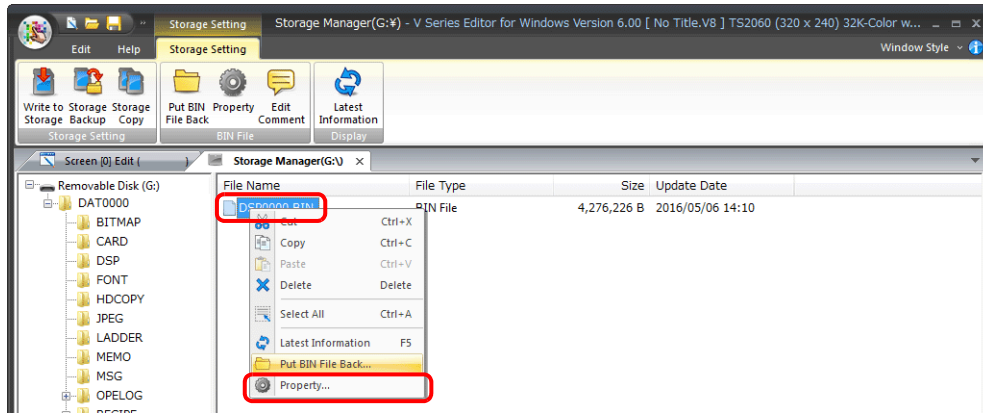 Storage Setting
Storage Manager(G:¥) - V Series Editor for Windows Version 6.00 [ No Title.V8 ] TS2060 (320 x 240) 32K-Color w...
Edit Help Storage Setting
Window Style
Write to Storage
Storage Backup
Storage Copy
Put BIN File Back
Property
Edit Comment
Latest Information
Storage Setting
BIN File
Display
Screen [0] Edit ( )
Storage Manager(G:\)
Removable Disk (G:)
DAT0000
BITMAP
CARD
DSP
FONT
HDCOPY
JPEG
LADDER
MEMO
MSG
OPELOG
RECIPE
File Name File Type Size Update Date
DSP0000.BIN BIN File 4,276,226 B 2016/05/06 14:10
Cut Ctrl+X
Copy Ctrl+C
Paste Ctrl+V
Delete Delete
Select All Ctrl+A
Latest Information F5
Put BIN File Back...
Property...